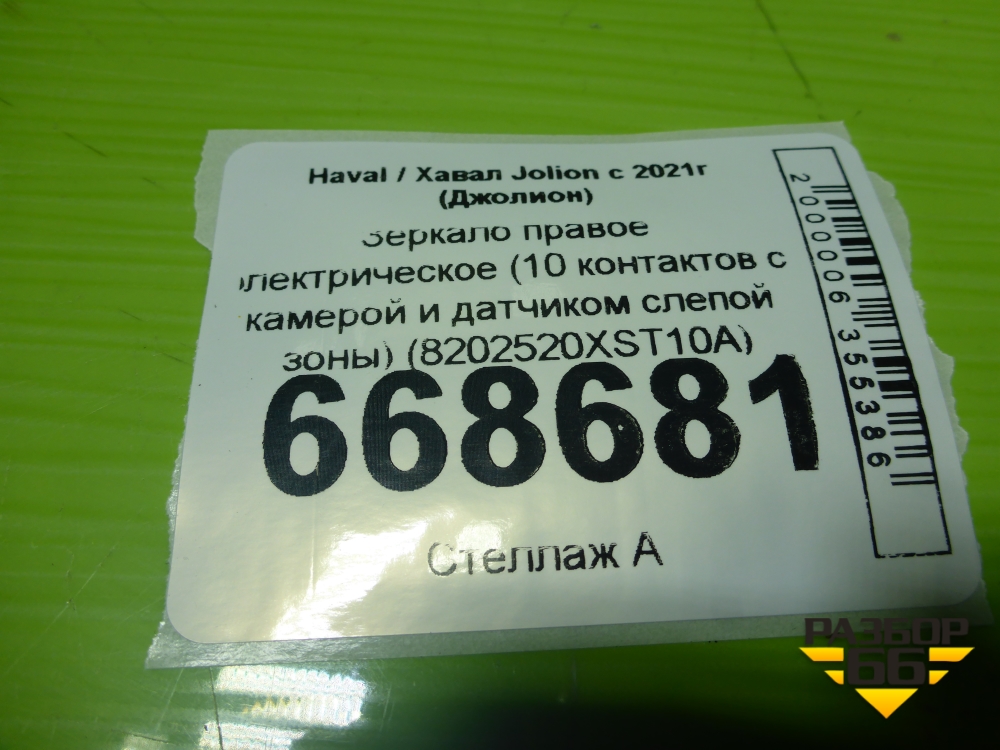 Haval / Хавал Jolion с 2021г
(Джолион)
Зеркало правое
электрическое (10 контактов с
камерой и датчиком слепой
зоны) (8202520XST10A)
668681
Стеллаж А
2000006355386
РАЗБОР
66